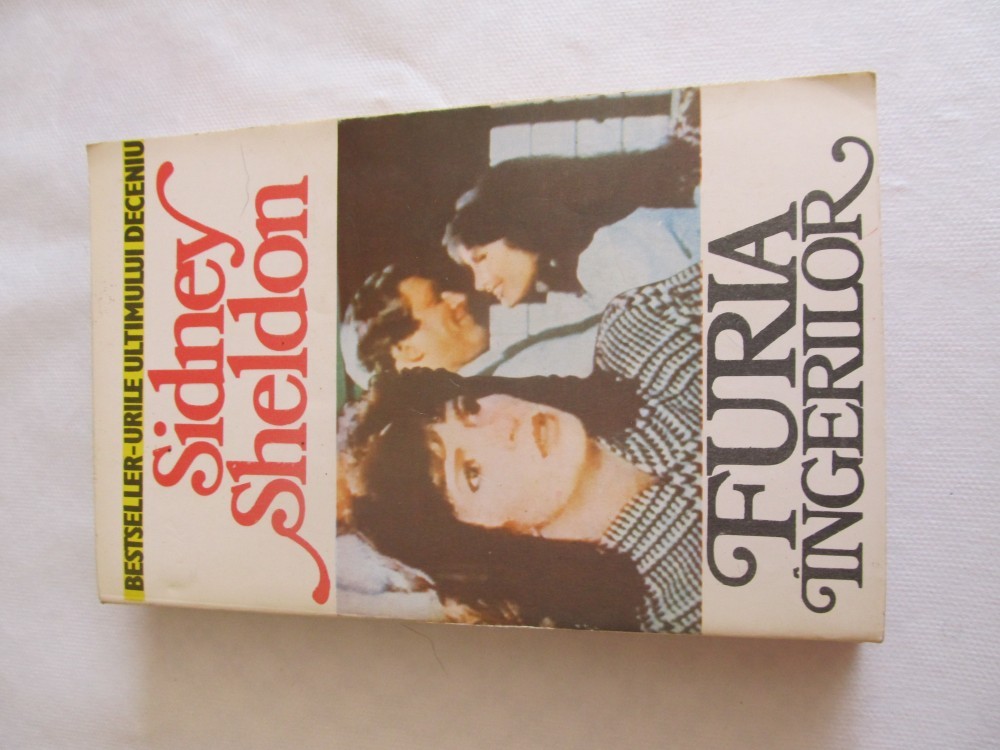 BESTSELLER-URILE ULTIMULUI DECENIU
Sidney
Sheldon
FURIA
ÎNGERILOR